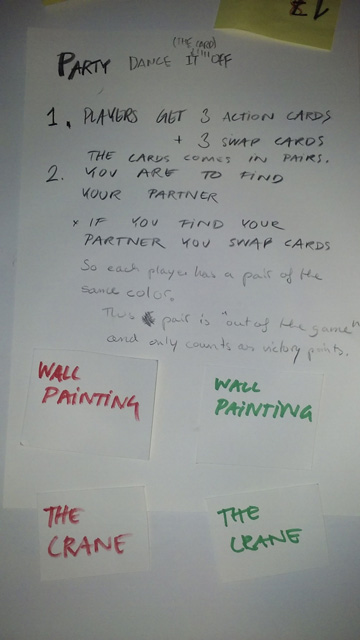 (THE CARD)
PARTY DANCE IT OFF
1. PLAYERS GET 3 ACTION CARDS
+ 3 SWAP CARDS
THE CARDS COMES IN PAIRS.
2. YOU ARE TO FIND
YOUR PARTNER
* IF YOU FIND YOUR
PARTNER YOU SWAP CARDS
So each player has a pair of the
same color.
This pair is "out of the game"
and only counts as victory points.
WALL
PAINTING
WALL
PAINTING
THE
CRANE
THE
CRANE